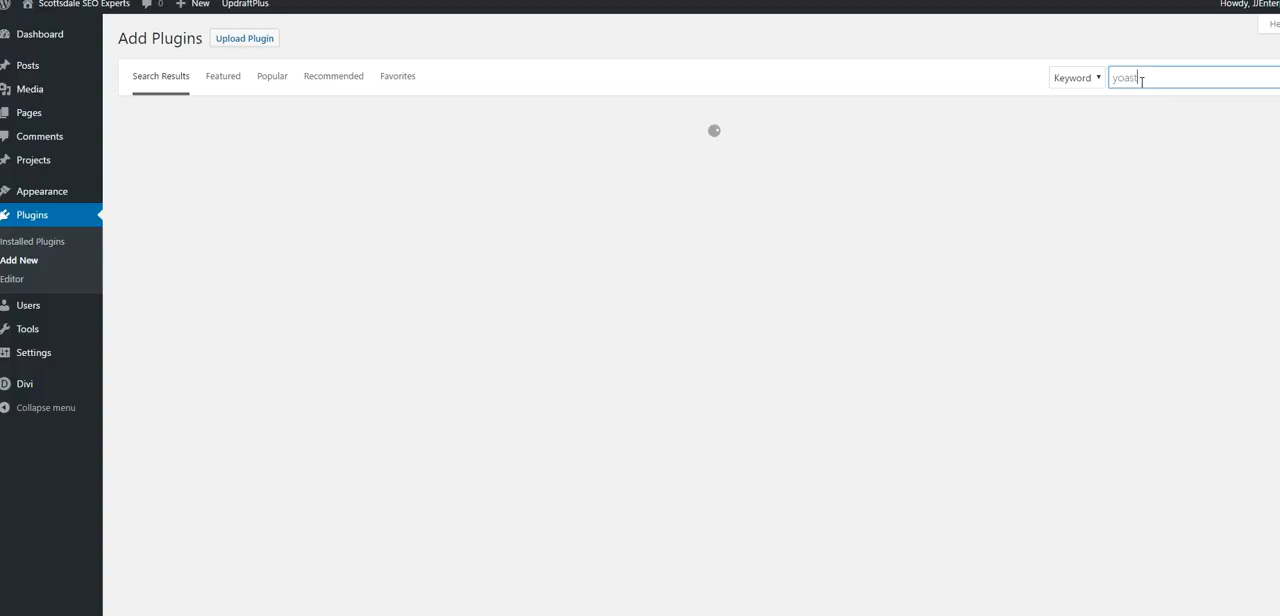 Scottsdale SEO Experts 0 New UpdraftPlus Howdy, JJEnter
Add Plugins Upload Plugin He
Search Results Featured Popular Recommended Favorites Keyword yoast
Dashboard
Posts
Media
Pages
Comments
Projects
Appearance
Plugins
Installed Plugins
Add New
Editor
Users
Tools
Settings
Divi
Collapse menu